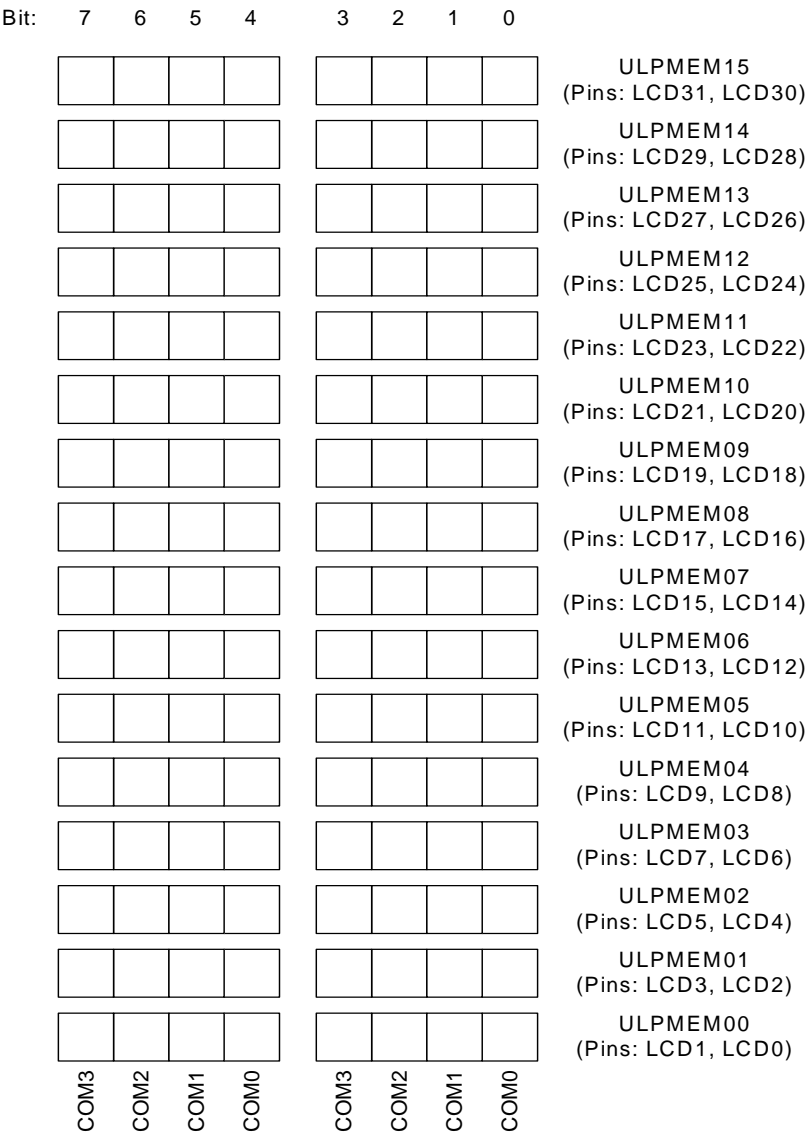 Bit: 7 6 5 4 3 2 1 0
ULPMEM15
(Pins: LCD31, LCD30)
ULPMEM14
(Pins: LCD29, LCD28)
ULPMEM13
(Pins: LCD27, LCD26)
ULPMEM12
(Pins: LCD25, LCD24)
ULPMEM11
(Pins: LCD23, LCD22)
ULPMEM10
(Pins: LCD21, LCD20)
ULPMEM09
(Pins: LCD19, LCD18)
ULPMEM08
(Pins: LCD17, LCD16)
ULPMEM07
(Pins: LCD15, LCD14)
ULPMEM06
(Pins: LCD13, LCD12)
ULPMEM05
(Pins: LCD11, LCD10)
ULPMEM04
(Pins: LCD9, LCD8)
ULPMEM03
(Pins: LCD7, LCD6)
ULPMEM02
(Pins: LCD5, LCD4)
ULPMEM01
(Pins: LCD3, LCD2)
ULPMEM00
(Pins: LCD1, LCD0)
COM3
COM2
COM1
COM0
COM3
COM2
COM1
COM0